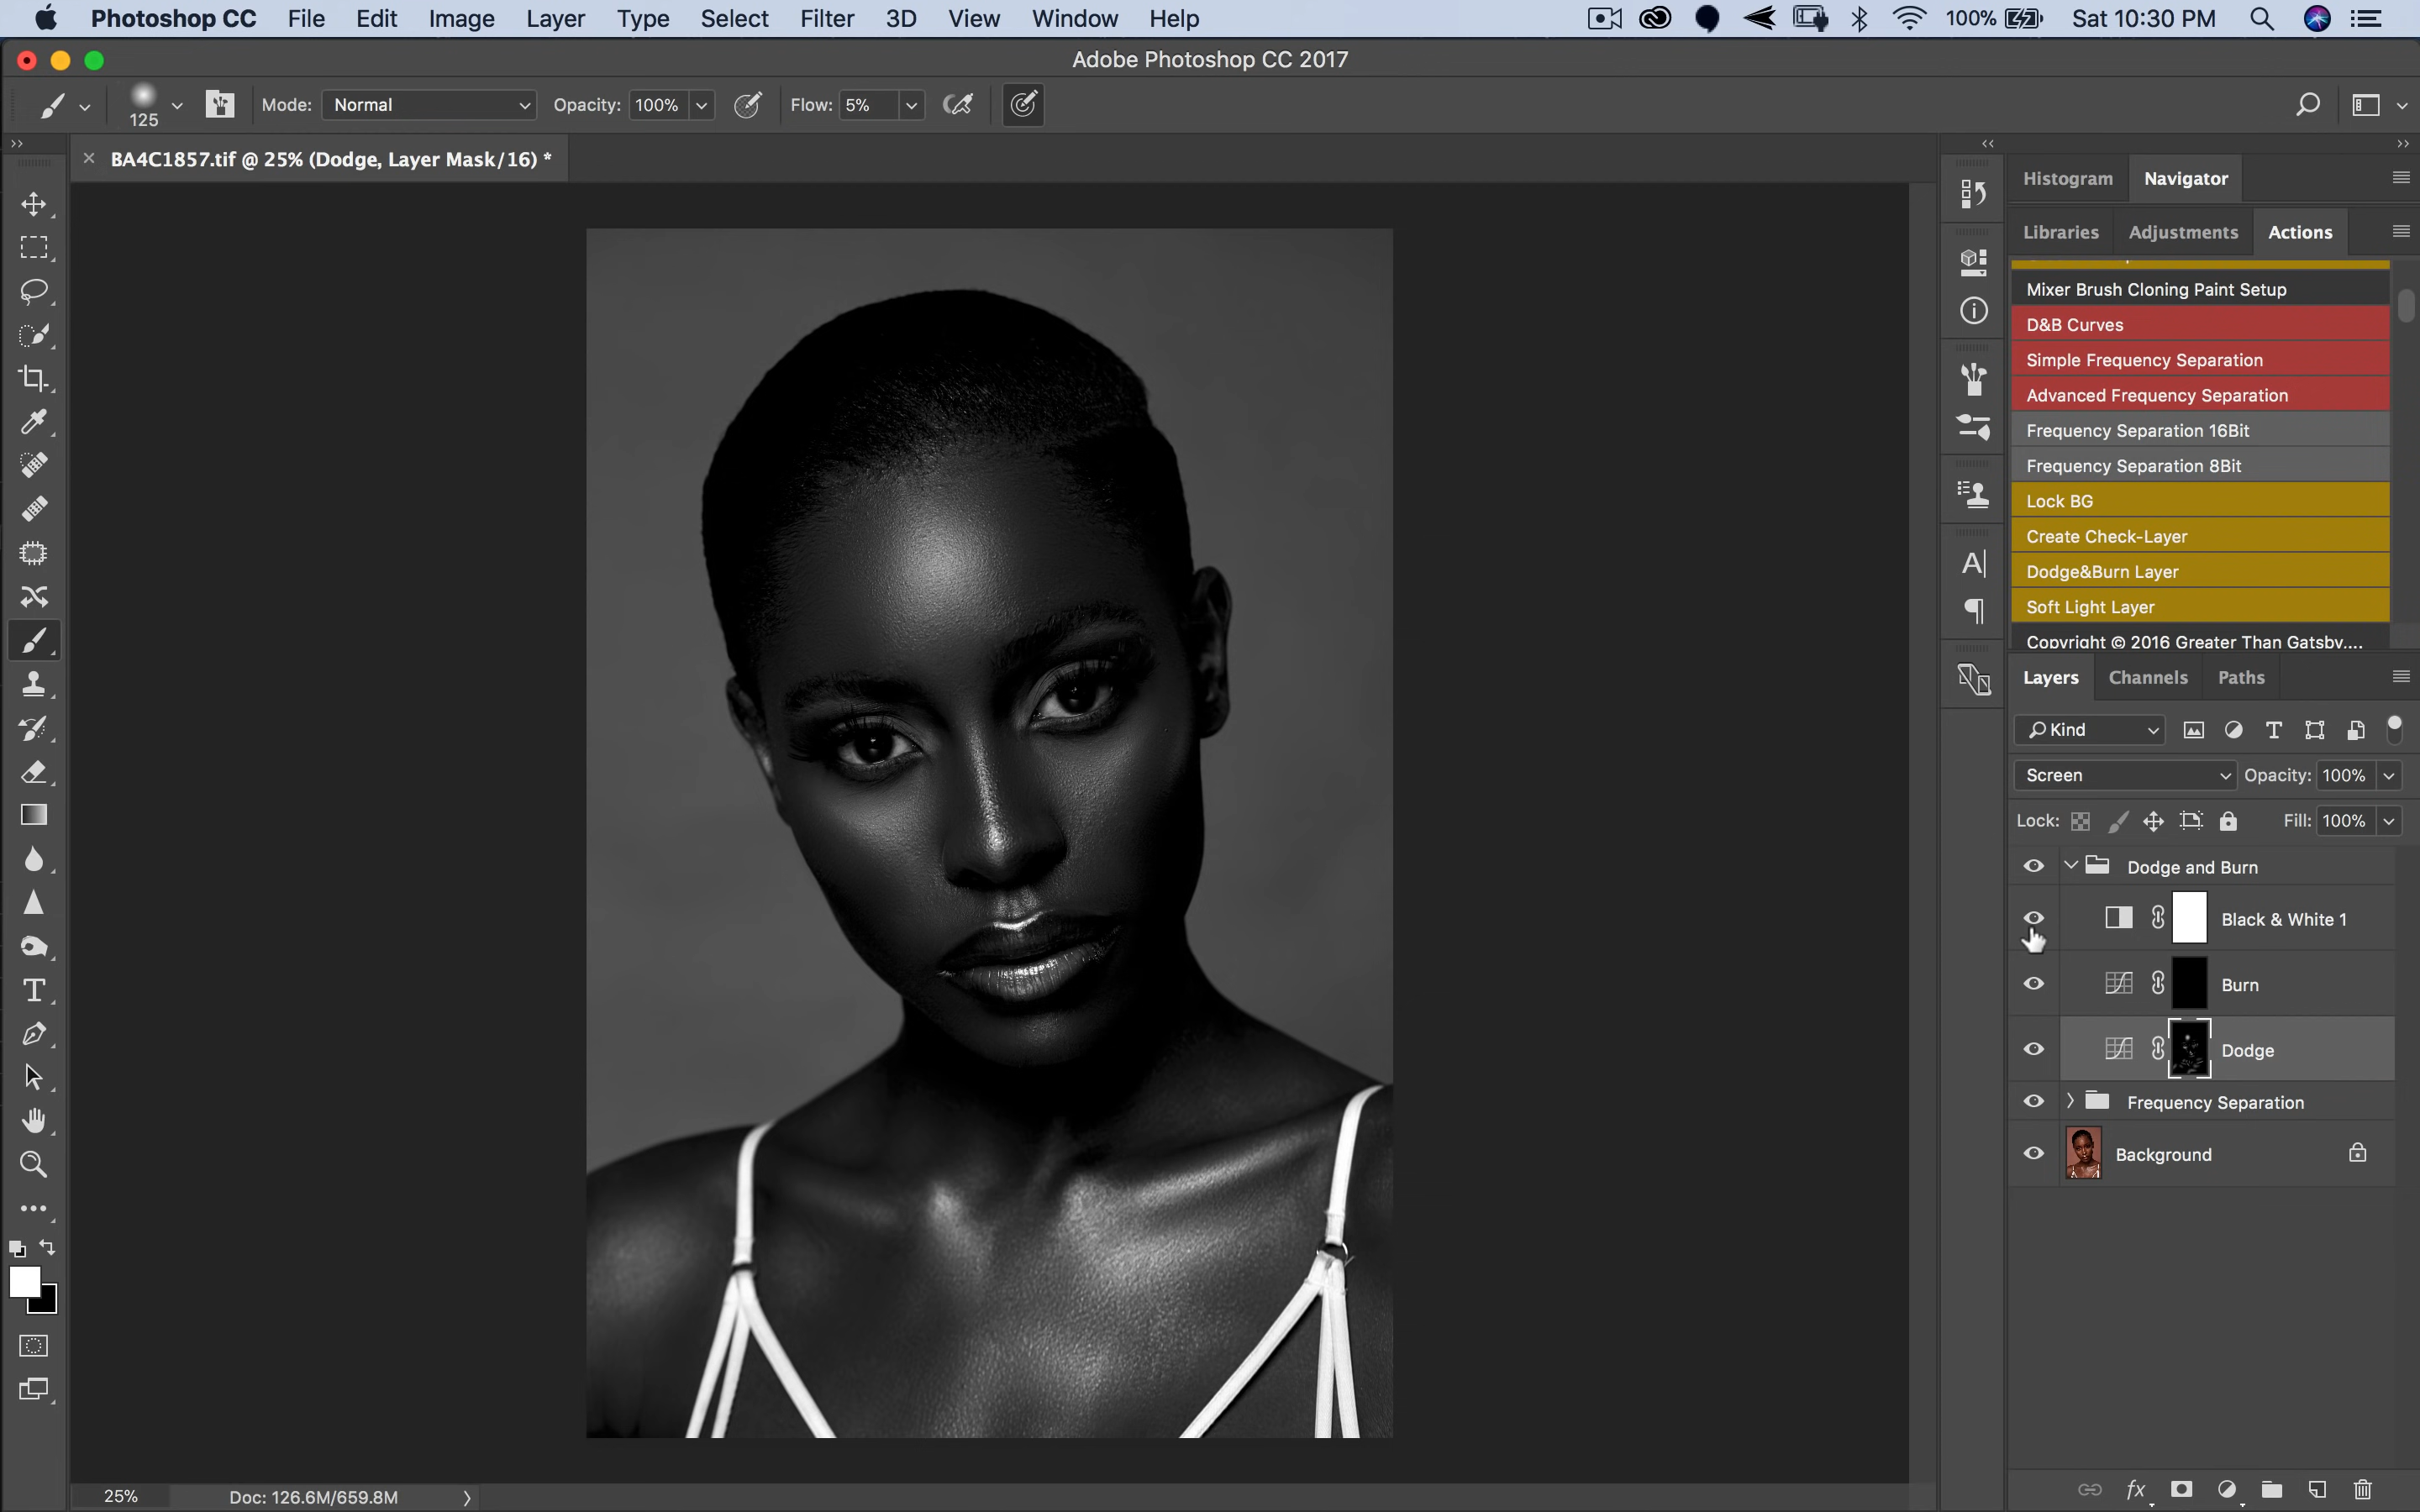 Photoshop CC File Edit Image Layer Type Select Filter 3D View Window Help 100% Sat 10:30 PM
Adobe Photoshop CC 2017
125 Mode: Normal Opacity: 100% Flow: 5%
BA4C1857.tif @ 25% (Dodge, Layer Mask/16) *
Histogram Navigator
Libraries Adjustments Actions
Mixer Brush Cloning Paint Setup
D&B Curves
Simple Frequency Separation
Advanced Frequency Separation
Frequency Separation 16Bit
Frequency Separation 8Bit
Lock BG
Create Check-Layer
Dodge&Burn Layer
Soft Light Layer
Copyright © 2016 Greater Than Gatsby....
Layers Channels Paths
Kind
Screen Opacity: 100%
Lock: Fill: 100%
Dodge and Burn
Black & White 1
Burn
Dodge
Frequency Separation
Background
25% Doc: 126.6M/659.8M